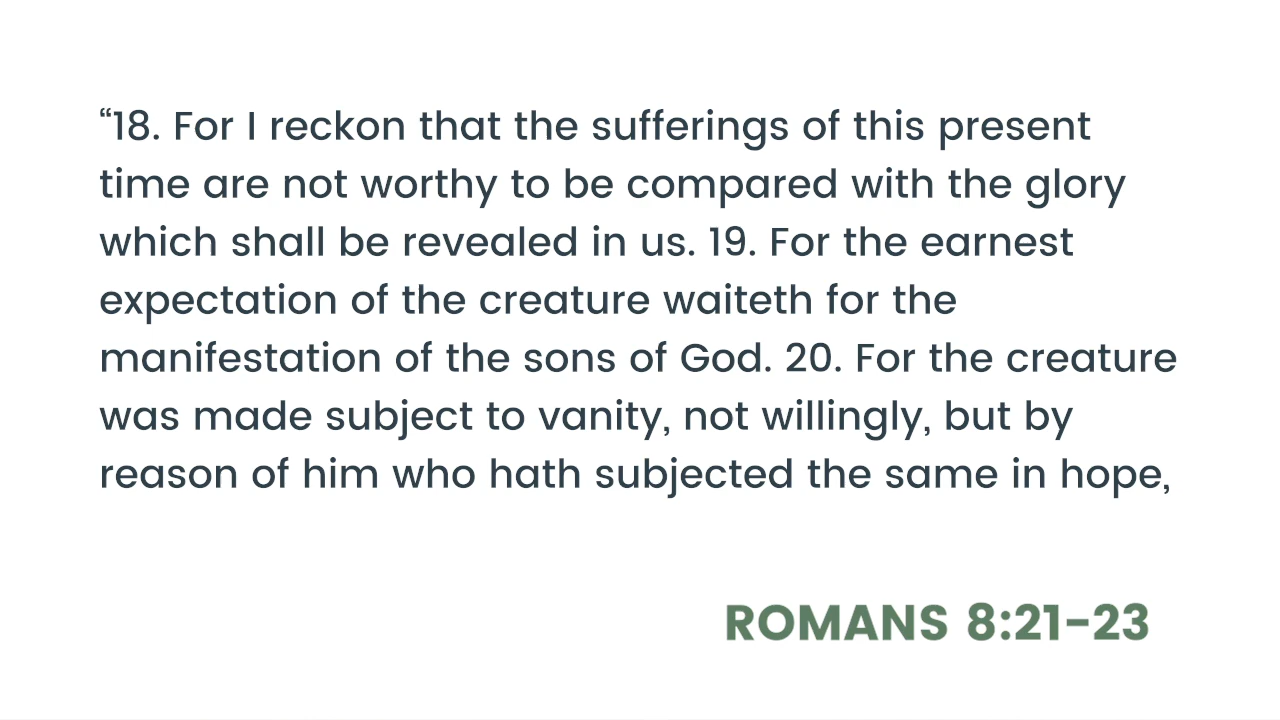 “18. For I reckon that the sufferings of this present
time are not worthy to be compared with the glory
which shall be revealed in us. 19. For the earnest
expectation of the creature waiteth for the
manifestation of the sons of God. 20. For the creature
was made subject to vanity, not willingly, but by
reason of him who hath subjected the same in hope,
ROMANS 8:21–23